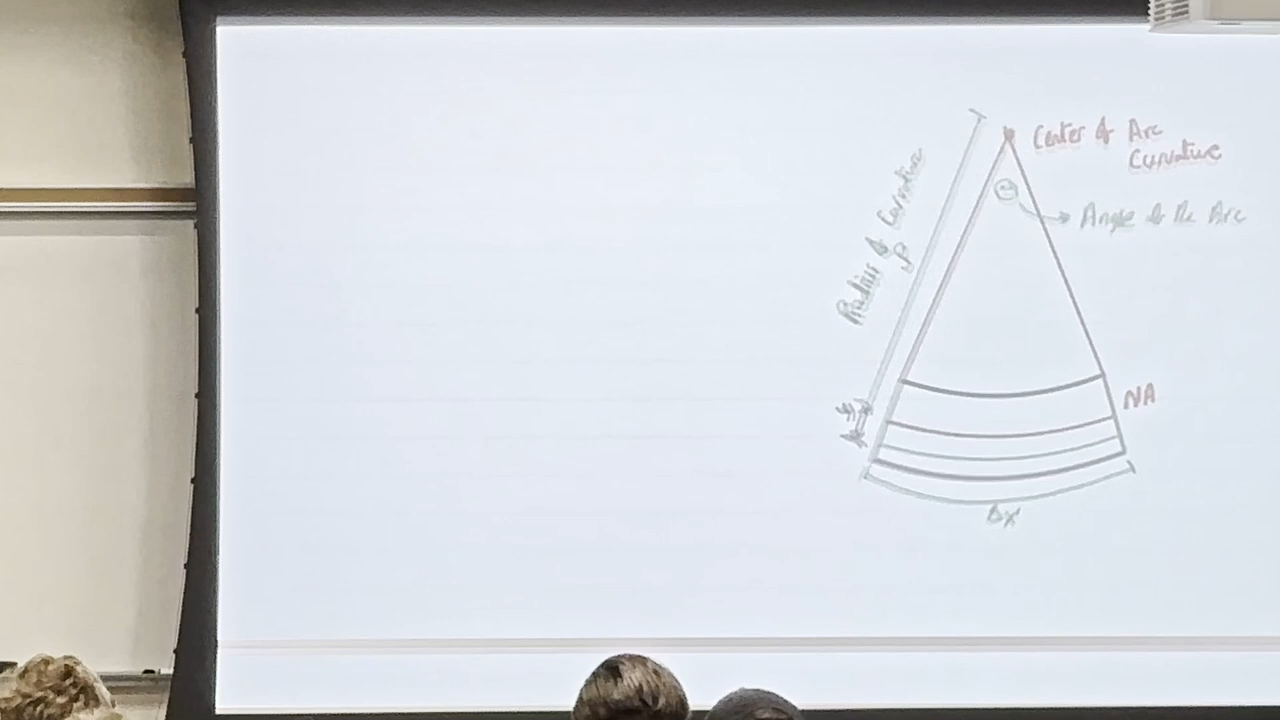 Center of Arc
Curvature
Θ
Angle of the Arc
Radius of Curvature
ρ
NA
y
Δx'